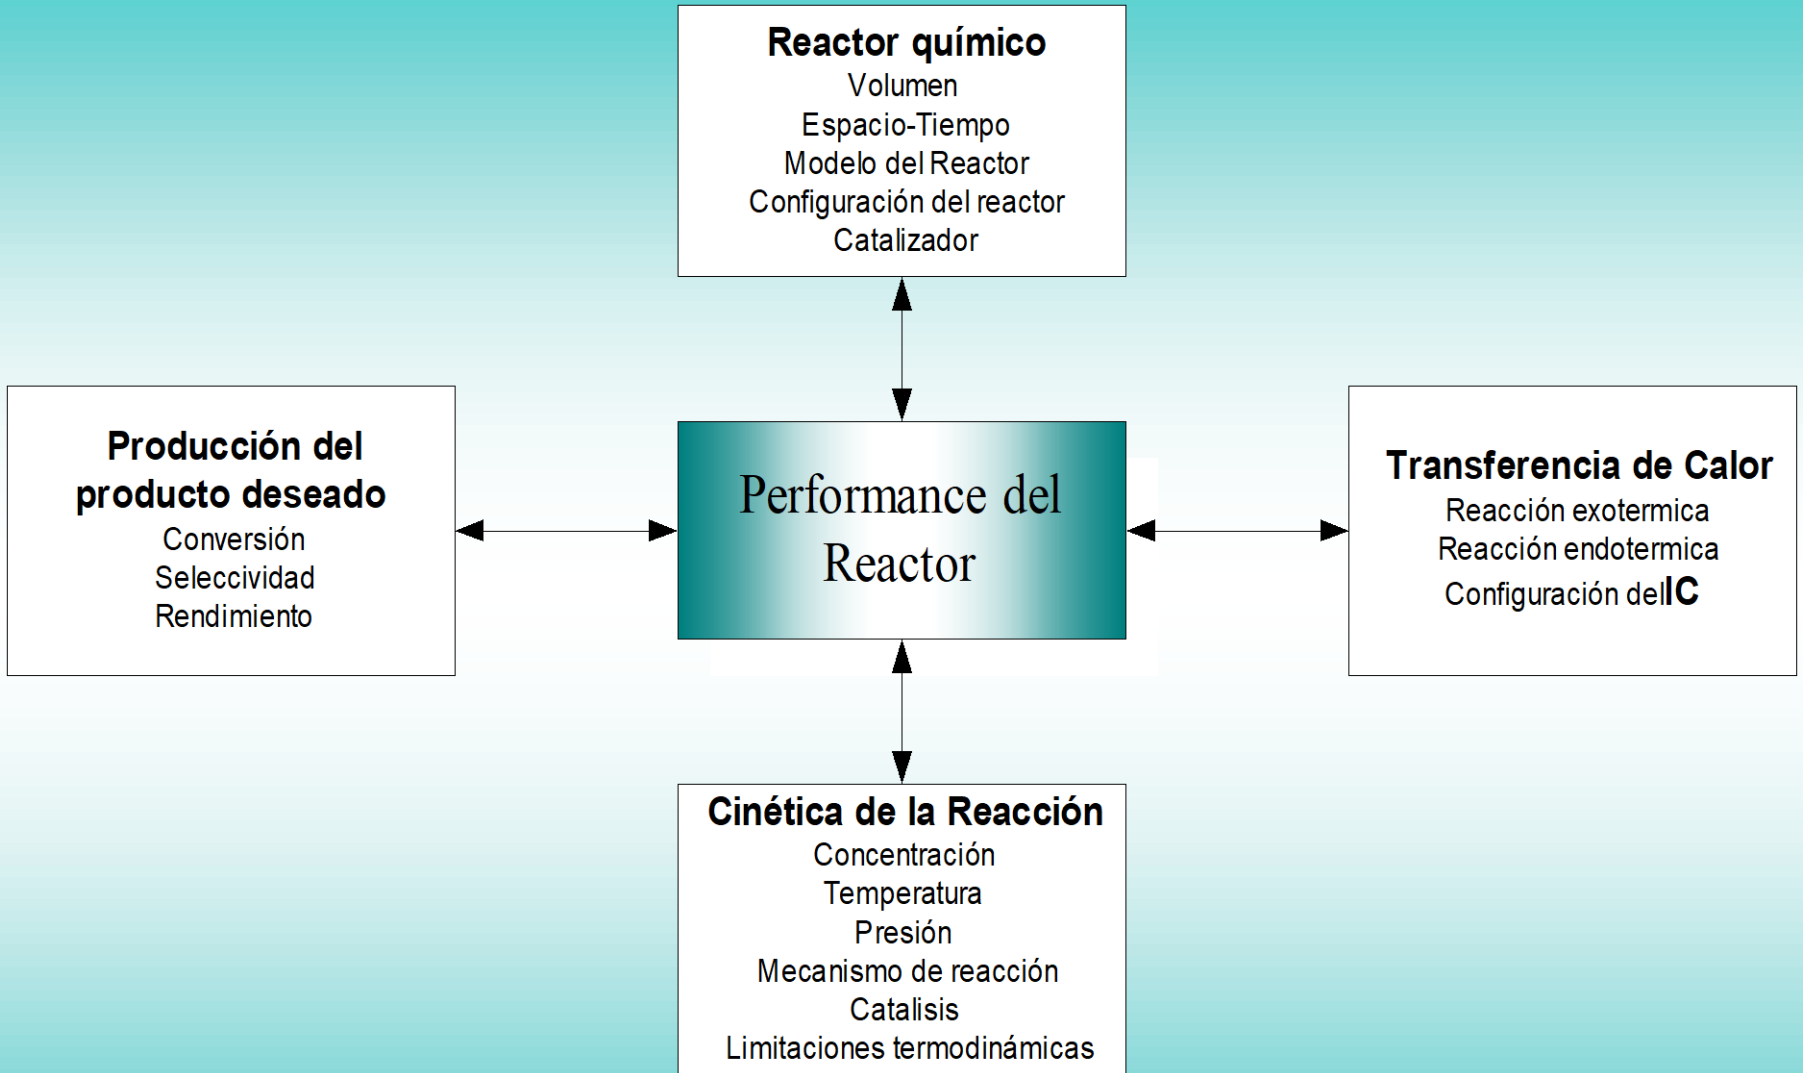 Reactor químico
Volumen
Espacio-Tiempo
Modelo del Reactor
Configuración del reactor
Catalizador
Producción del
producto deseado
Conversión
Seleccividad
Rendimiento
Performance del
Reactor
Transferencia de Calor
Reacción exotermica
Reacción endotermica
Configuración delIC
Cinética de la Reacción
Concentración
Temperatura
Presión
Mecanismo de reacción
Catalisis
Limitaciones termodinámicas